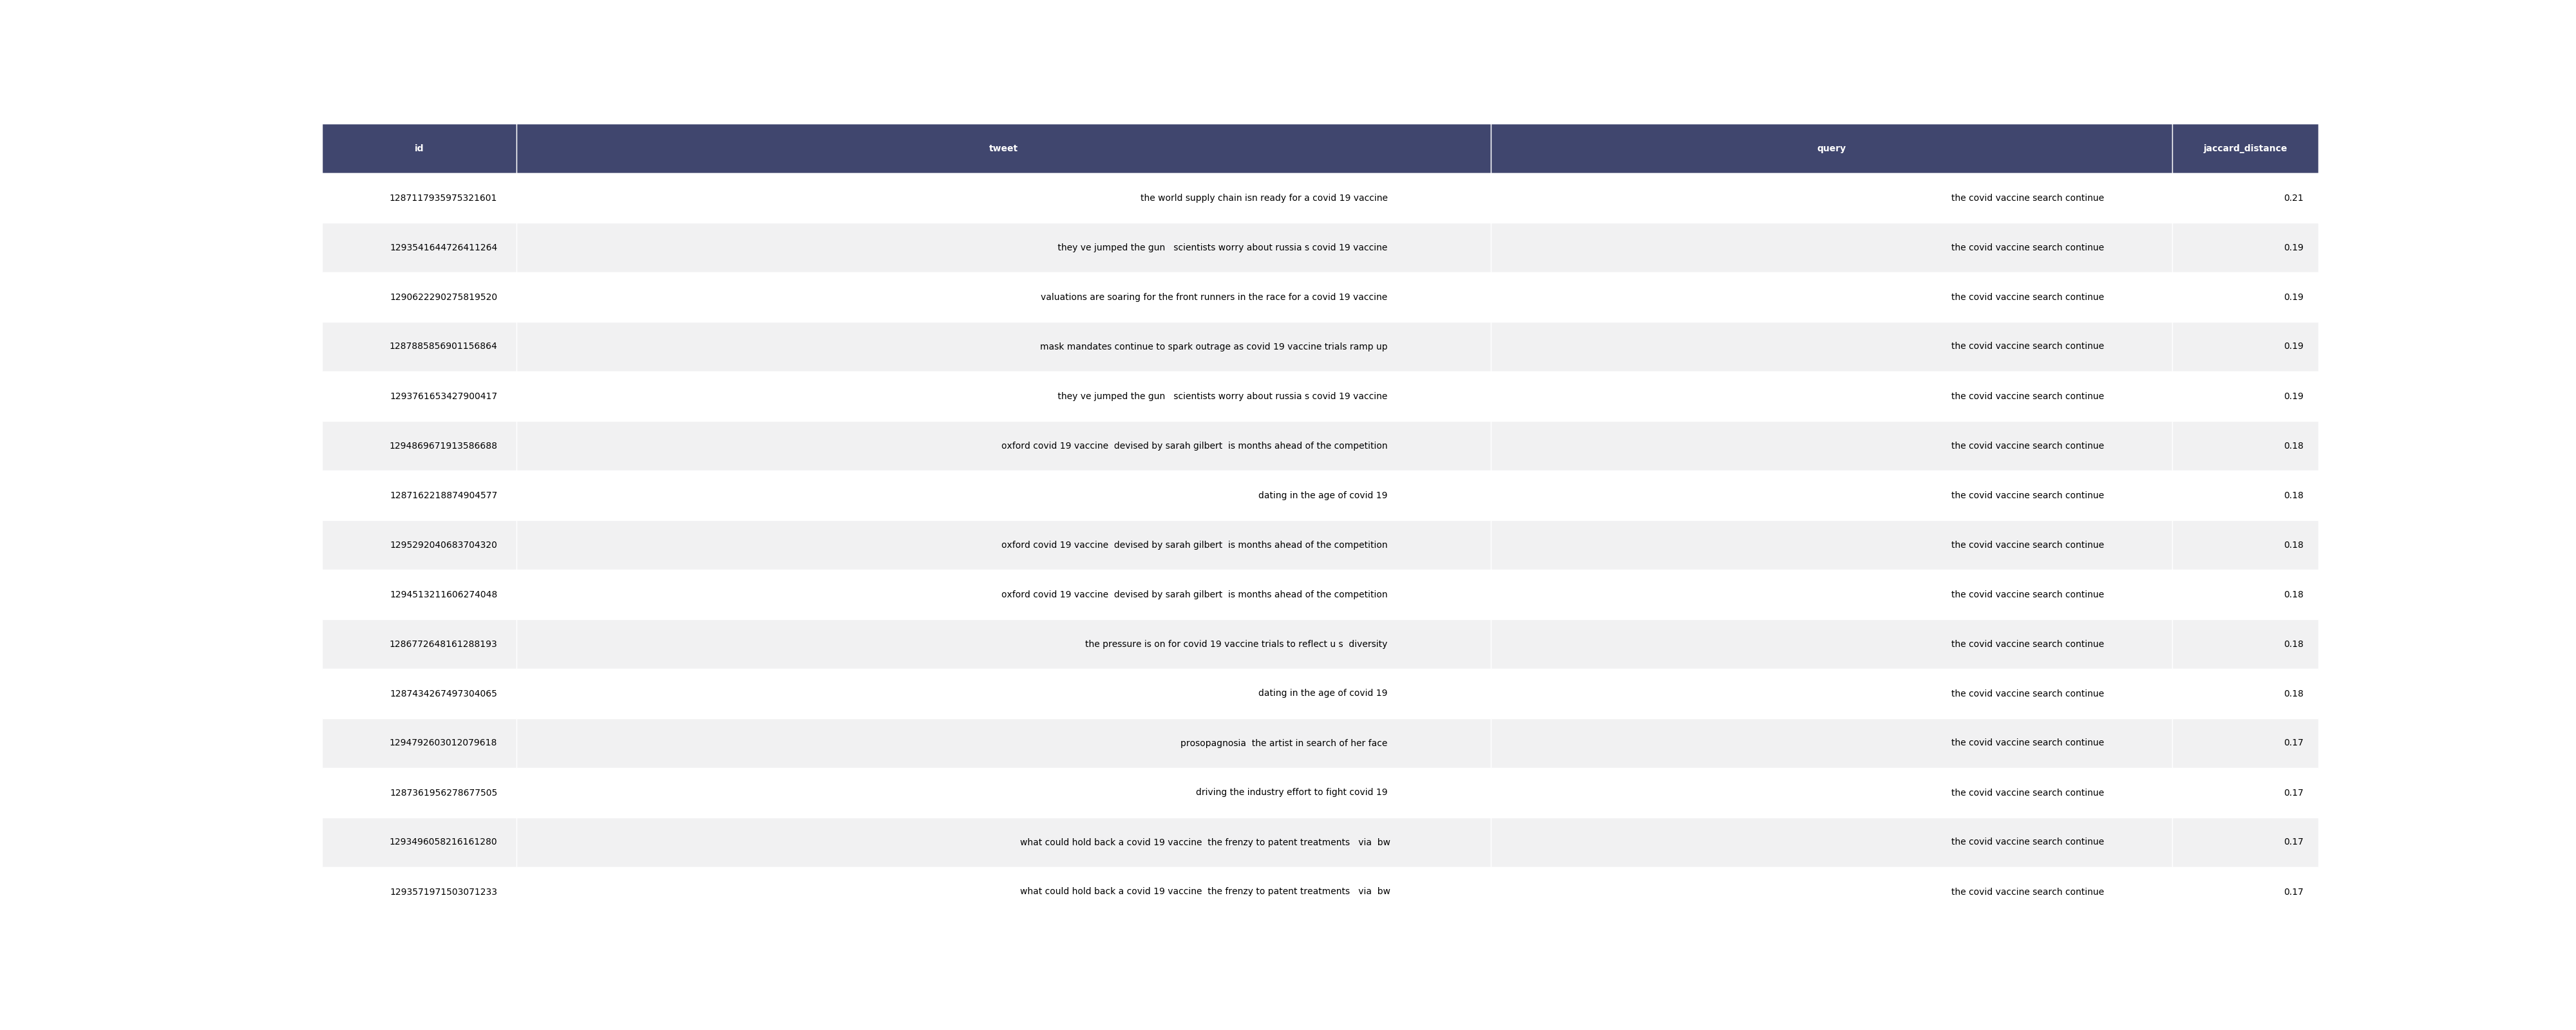 id tweet query jaccard_distance
1287117935975321601 the world supply chain isn ready for a covid 19 vaccine the covid vaccine search continue 0.21
1293541644726411264 they ve jumped the gun   scientists worry about russia s covid 19 vaccine the covid vaccine search continue 0.19
1290622290275819520 valuations are soaring for the front runners in the race for a covid 19 vaccine the covid vaccine search continue 0.19
1287885856901156864 mask mandates continue to spark outrage as covid 19 vaccine trials ramp up the covid vaccine search continue 0.19
1293761653427900417 they ve jumped the gun   scientists worry about russia s covid 19 vaccine the covid vaccine search continue 0.19
1294869671913586688 oxford covid 19 vaccine  devised by sarah gilbert  is months ahead of the competition the covid vaccine search continue 0.18
1287162218874904577 dating in the age of covid 19 the covid vaccine search continue 0.18
1295292040683704320 oxford covid 19 vaccine  devised by sarah gilbert  is months ahead of the competition the covid vaccine search continue 0.18
1294513211606274048 oxford covid 19 vaccine  devised by sarah gilbert  is months ahead of the competition the covid vaccine search continue 0.18
1286772648161288193 the pressure is on for covid 19 vaccine trials to reflect u s  diversity the covid vaccine search continue 0.18
1287434267497304065 dating in the age of covid 19 the covid vaccine search continue 0.18
1294792603012079618 prosopagnosia  the artist in search of her face the covid vaccine search continue 0.17
1287361956278677505 driving the industry effort to fight covid 19 the covid vaccine search continue 0.17
1293496058216161280 what could hold back a covid 19 vaccine  the frenzy to patent treatments   via  bw the covid vaccine search continue 0.17
1293571971503071233 what could hold back a covid 19 vaccine  the frenzy to patent treatments   via  bw the covid vaccine search continue 0.17